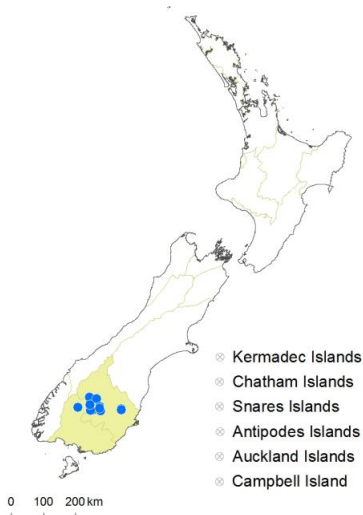 Kermadec Islands
Chatham Islands
Snares Islands
Antipodes Islands
Auckland Islands
Campbell Island
0 100 200 km